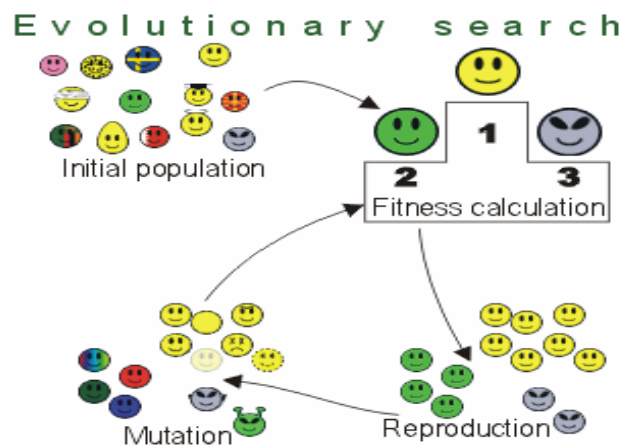 Evolutionary search
1
2 3
Initial population
Fitness calculation
Mutation
Reproduction